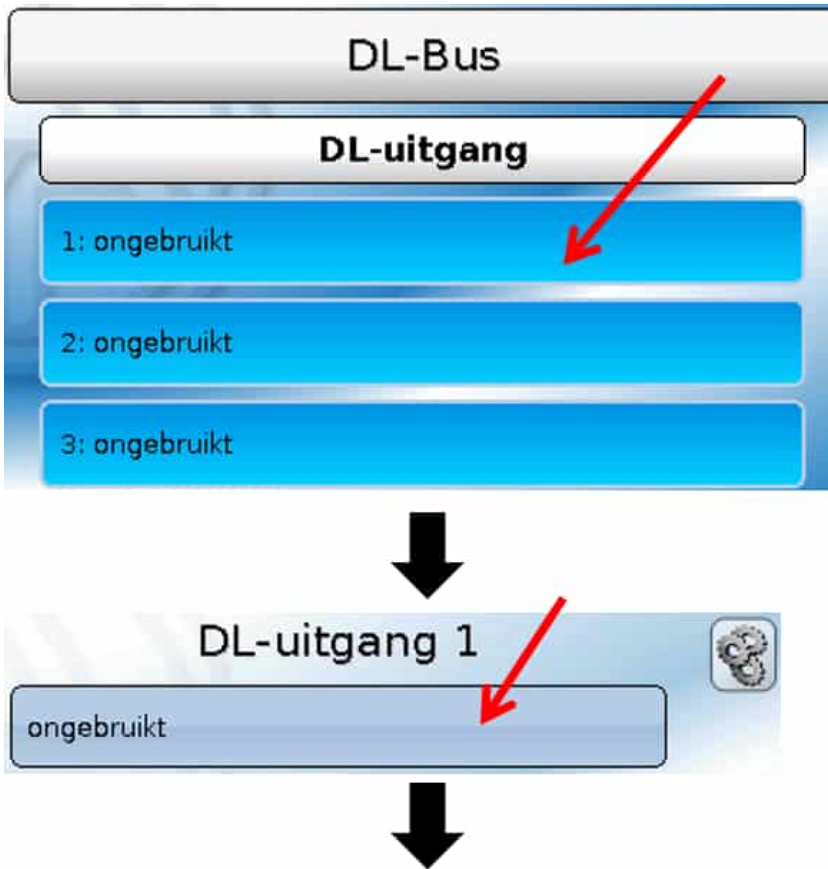 DL-Bus
DL-uitgang
1: ongebruikt
2: ongebruikt
3: ongebruikt
DL-uitgang 1
ongebruikt